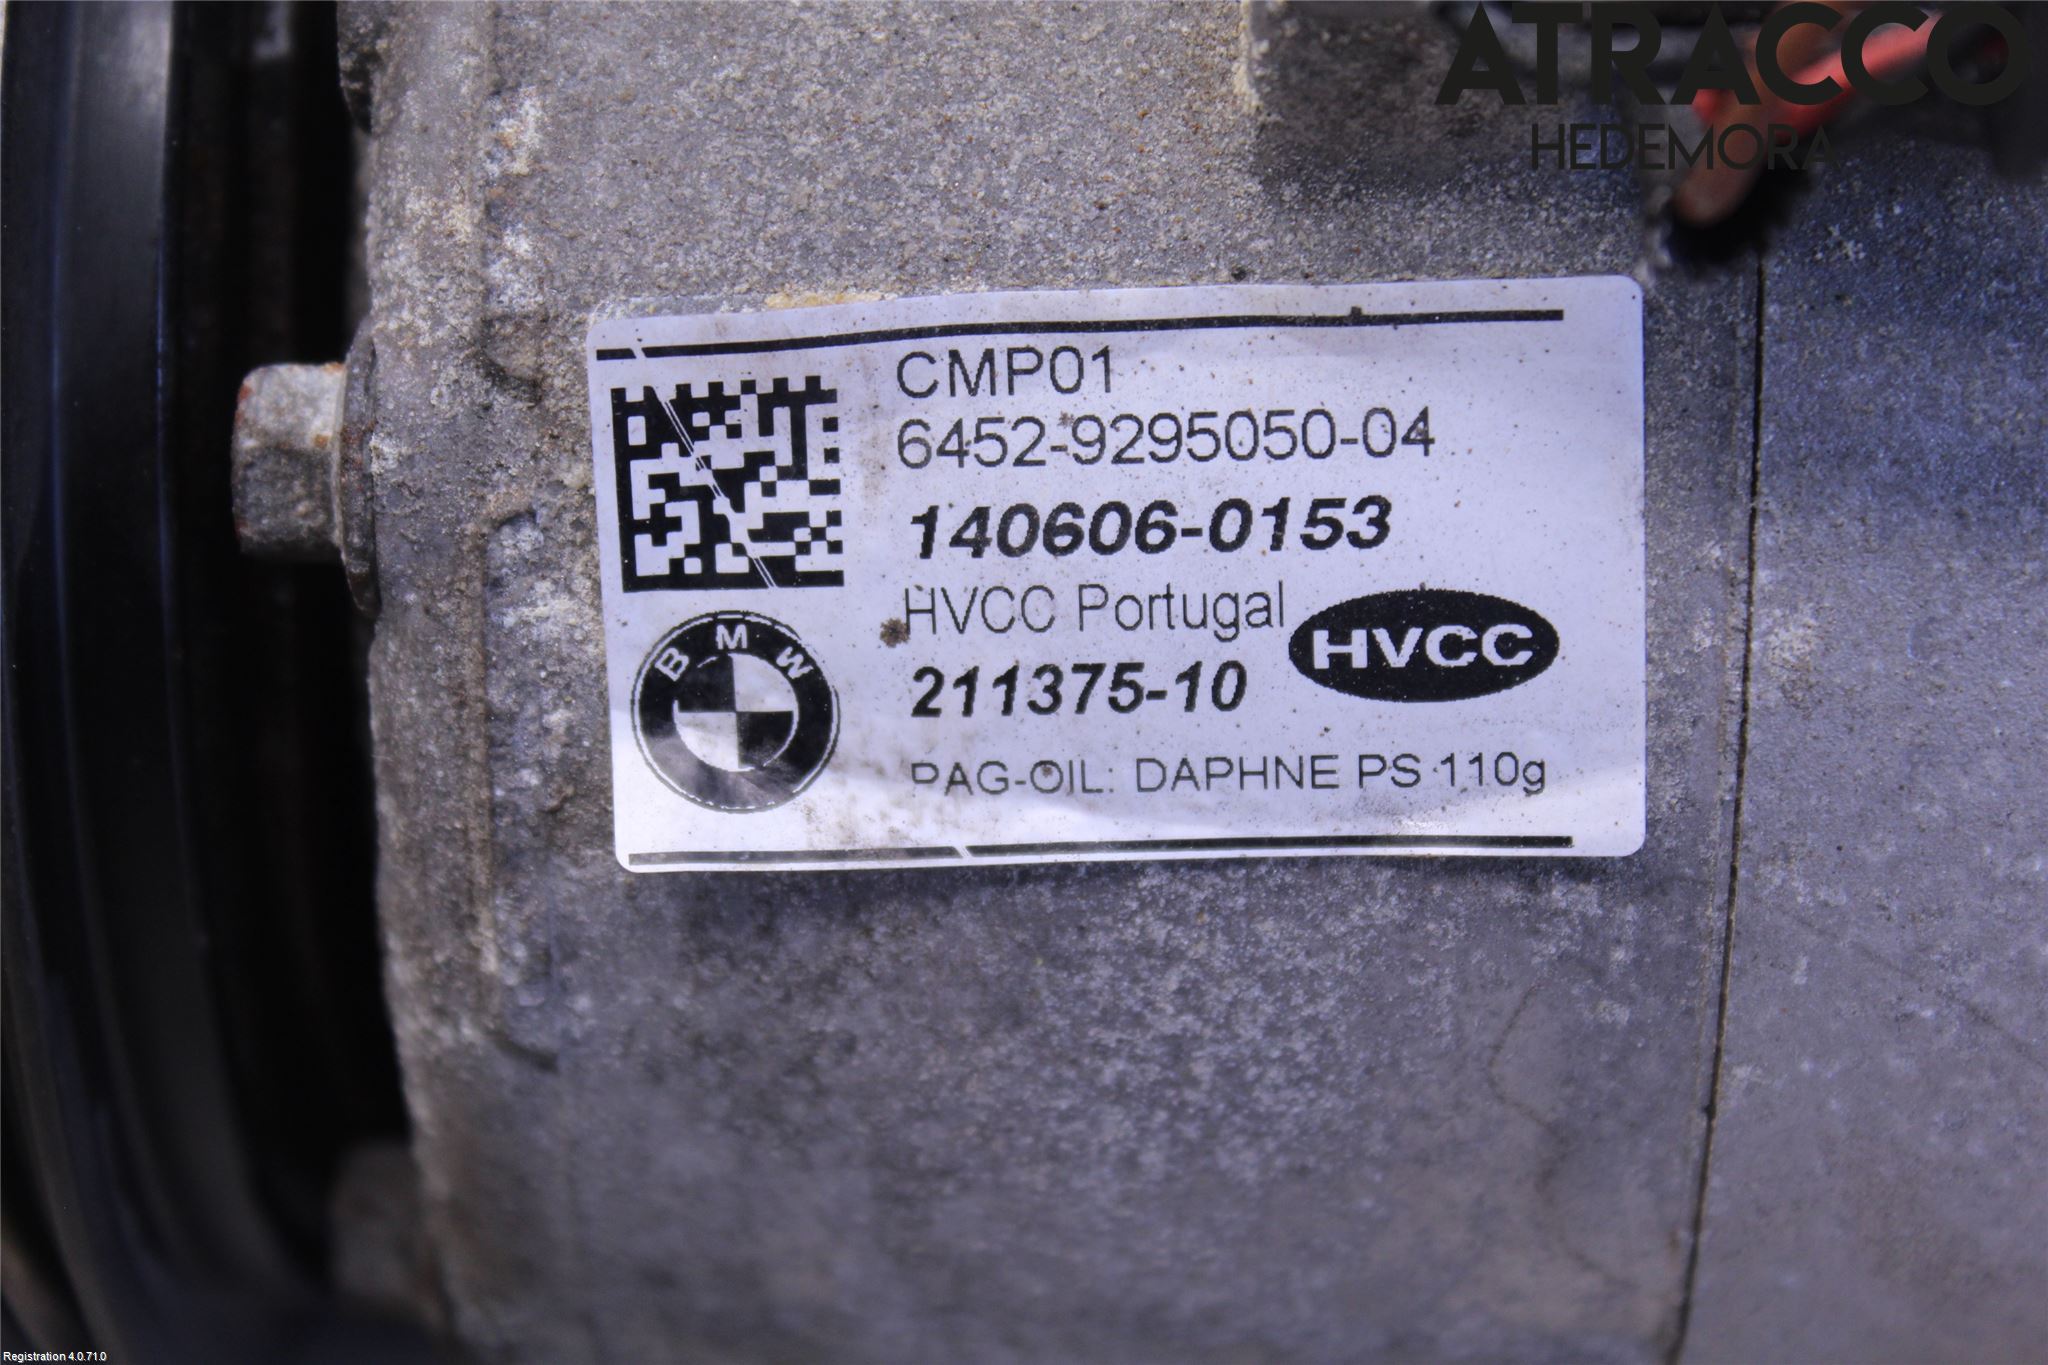 ATRACCO
HEDEMORA
CMP01
6452-9295050-04
140606-0153
HVCC Portugal
HVCC
BMW
211375-10
PAG-OIL: DAPHNE PS 110g
Registration 4.0.71.0